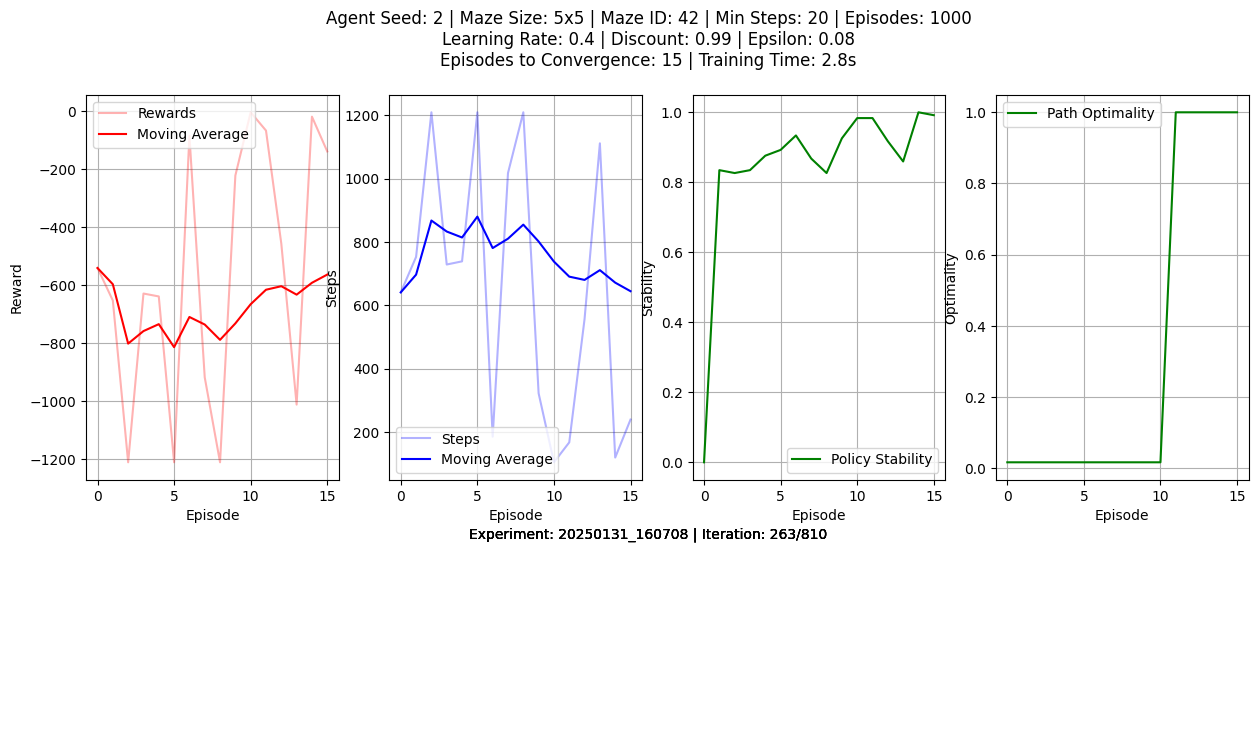 Agent Seed: 2 | Maze Size: 5x5 | Maze ID: 42 | Min Steps: 20 | Episodes: 1000
Learning Rate: 0.4 | Discount: 0.99 | Epsilon: 0.08
Episodes to Convergence: 15 | Training Time: 2.8s
Reward
0
−200
−400
−600
−800
−1000
−1200
Rewards
Moving Average
0 5 10 15
Episode
Steps
1200
1000
800
600
400
200
Steps
Moving Average
0 5 10 15
Episode
Stability
1.0
0.8
0.6
0.4
0.2
0.0
Policy Stability
0 5 10 15
Episode
Optimality
1.0
0.8
0.6
0.4
0.2
0.0
Path Optimality
0 5 10 15
Episode
Experiment: 20250131_160708 | Iteration: 263/810